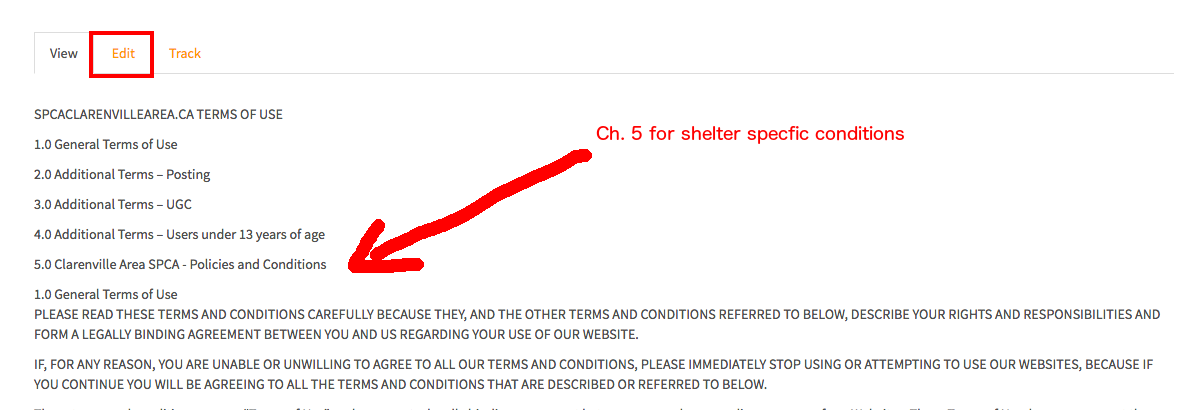 View Edit Track
SPCACLARENVILLEAREA.CA TERMS OF USE
Ch. 5 for shelter specfic conditions
1.0 General Terms of Use
2.0 Additional Terms – Posting
3.0 Additional Terms – UGC
4.0 Additional Terms – Users under 13 years of age
5.0 Clarenville Area SPCA - Policies and Conditions
1.0 General Terms of Use
PLEASE READ THESE TERMS AND CONDITIONS CAREFULLY BECAUSE THEY, AND THE OTHER TERMS AND CONDITIONS REFERRED TO BELOW, DESCRIBE YOUR RIGHTS AND RESPONSIBILITIES AND
FORM A LEGALLY BINDING AGREEMENT BETWEEN YOU AND US REGARDING YOUR USE OF OUR WEBSITE.
IF, FOR ANY REASON, YOU ARE UNABLE OR UNWILLING TO AGREE TO ALL OUR TERMS AND CONDITIONS, PLEASE IMMEDIATELY STOP USING OR ATTEMPTING TO USE OUR WEBSITES, BECAUSE IF
YOU CONTINUE YOU WILL BE AGREEING TO ALL THE TERMS AND CONDITIONS THAT ARE DESCRIBED OR REFERRED TO BELOW.